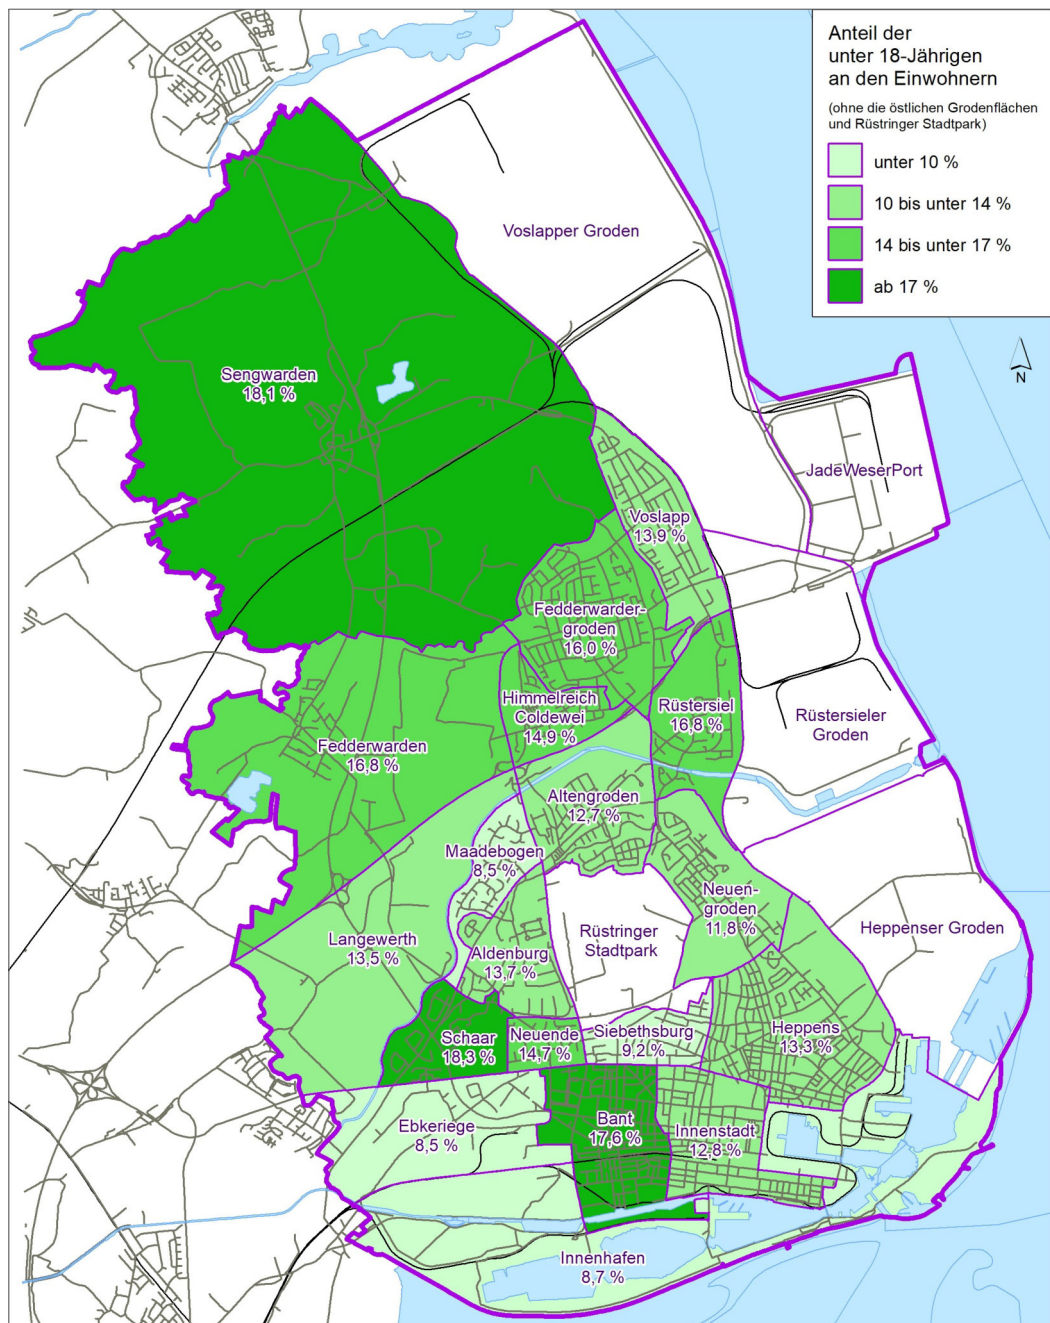 Anteil der
unter 18-Jährigen
an den Einwohnern
(ohne die östlichen Grodenflächen
und Rüstringer Stadtpark)
unter 10 %
10 bis unter 14 %
14 bis unter 17 %
ab 17 %
N
Voslapper Groden
Sengwarden
18,1 %
JadeWeserPort
Voslapp
13,9 %
Fedderwarder-
groden
16,0 %
Himmelreich
Coldewei
14,9 %
Rüstersiel
16,8 %
Rüstersieler
Groden
Fedderwarden
16,8 %
Altengroden
12,7 %
Maadebogen
8,5 %
Neuen-
groden
11,8 %
Heppenser Groden
Rüstringer
Stadtpark
Langewerth
13,5 %
Aldenburg
13,7 %
Schaar
18,3 %
Neuende
14,7 %
Siebethsburg
9,2 %
Heppens
13,3 %
Ebkeriege
8,5 %
Bant
17,6 %
Innenstadt
12,8 %
Innenhafen
8,7 %